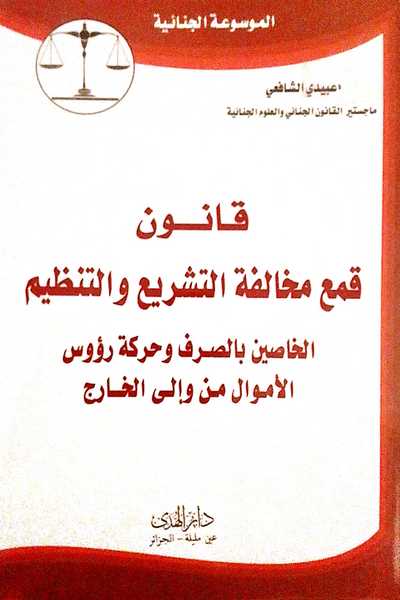 الموسوعة الجنائية
عبيدي الشافعي
ماجستير القانون الجنائي والعلوم الجنائية
قانون
قمع مخالفة التشريع والتنظيم
الخاصين بالصرف وحركة رؤوس
الأموال من وإلى الخارج
دار الهدى
عين مليلة - الجزائر